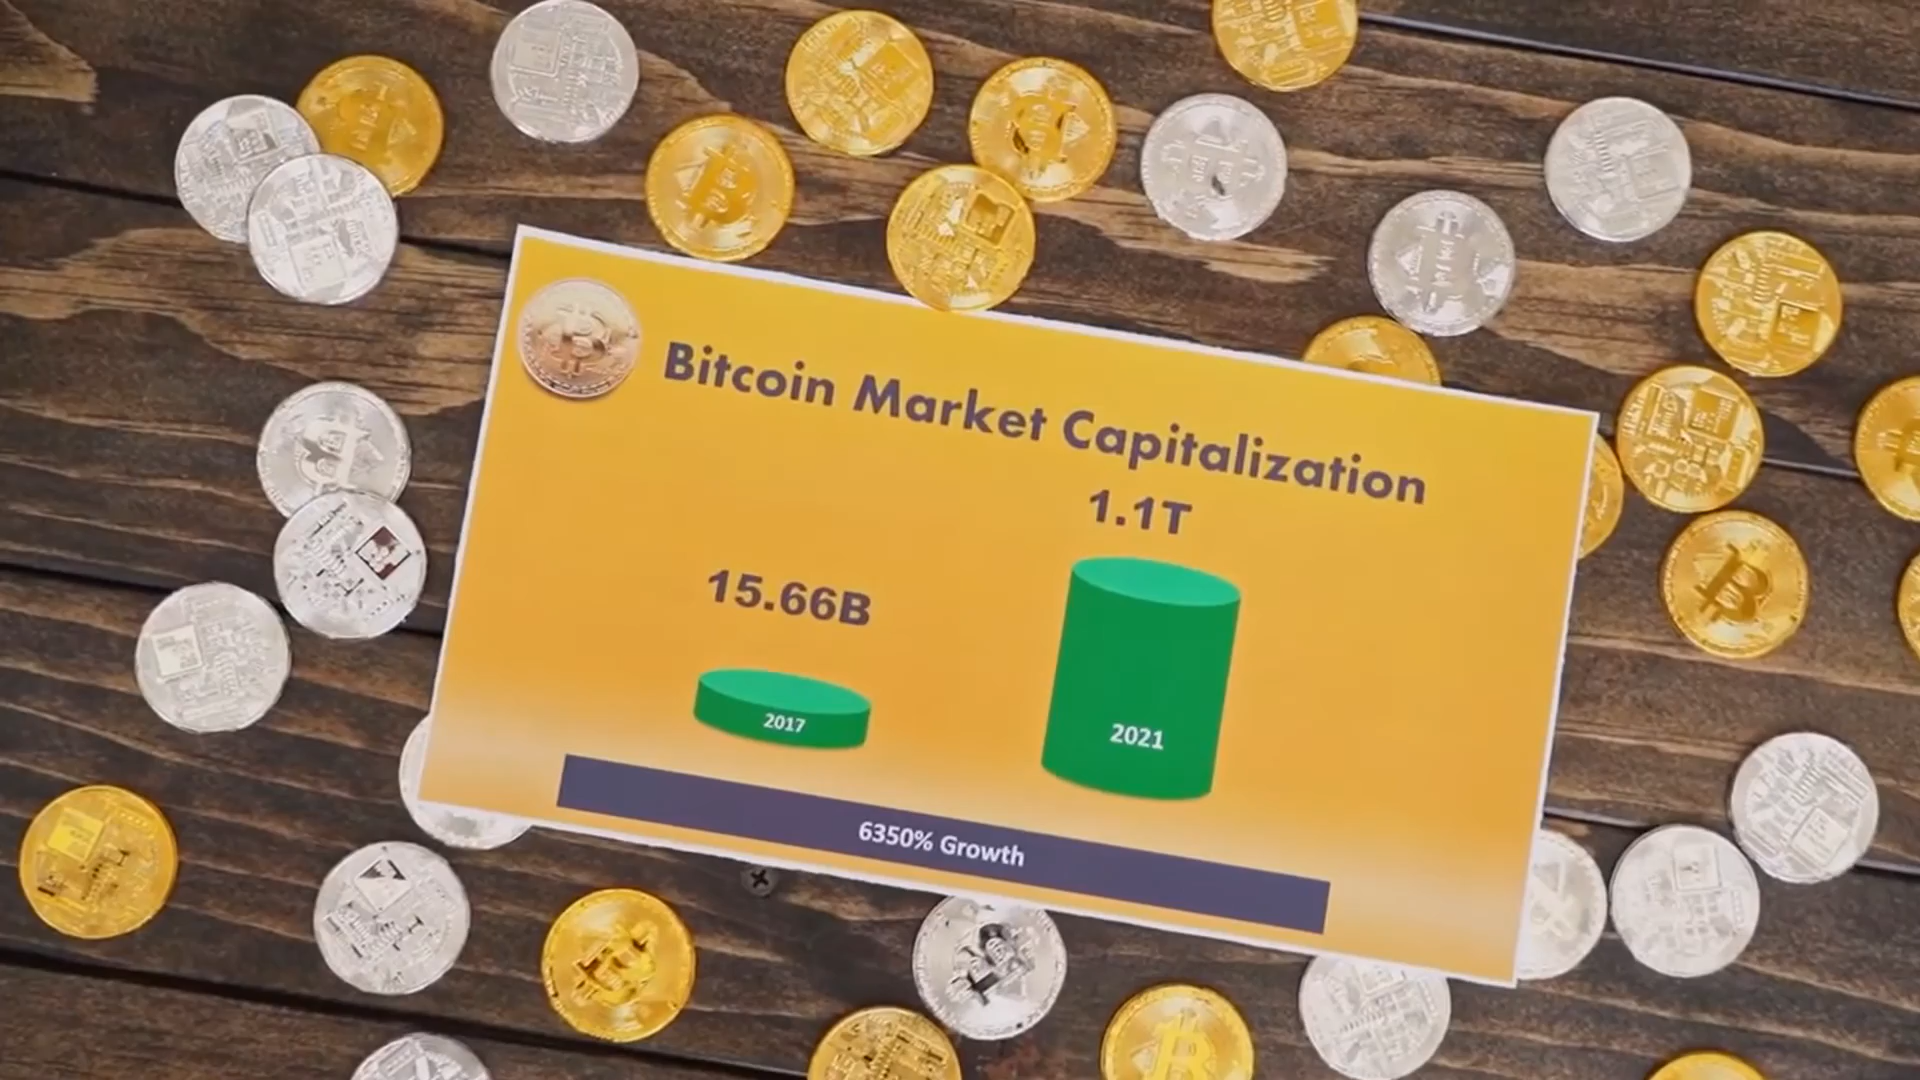 Bitcoin Market Capitalization
1.1T
15.66B
2017
2021
6350% Growth